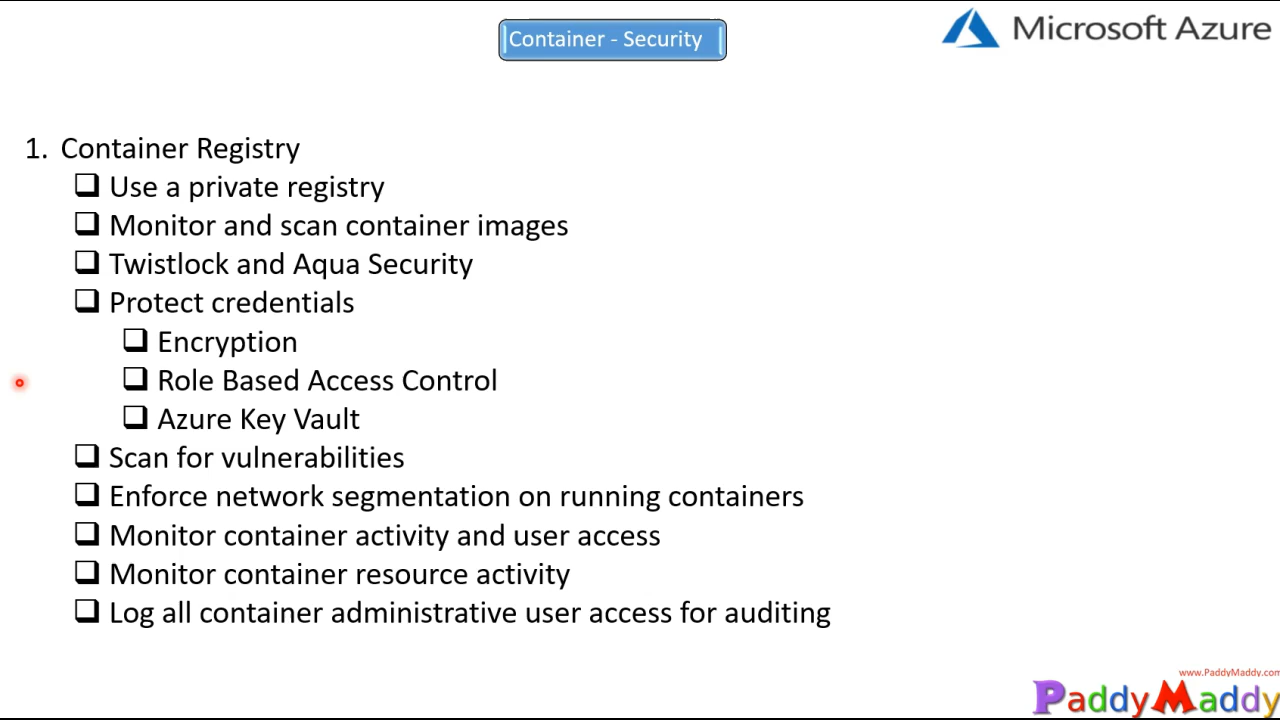 Container - Security
Microsoft Azure
1. Container Registry
❑ Use a private registry
❑ Monitor and scan container images
❑ Twistlock and Aqua Security
❑ Protect credentials
❑ Encryption
❑ Role Based Access Control
❑ Azure Key Vault
❑ Scan for vulnerabilities
❑ Enforce network segmentation on running containers
❑ Monitor container activity and user access
❑ Monitor container resource activity
❑ Log all container administrative user access for auditing
www.PaddyMaddy.com
PaddyMaddy